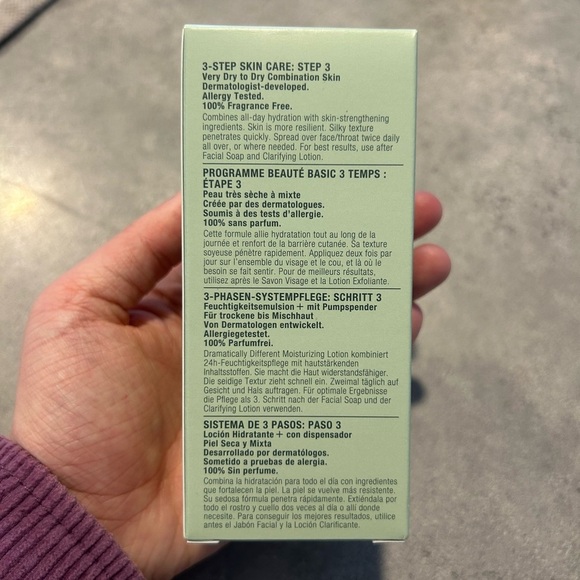 3-STEP SKIN CARE: STEP 3
Very Dry to Dry Combination Skin
Dermatologist-developed.
Allergy Tested.
100% Fragrance Free.
Combines all-day hydration with skin-strengthening
ingredients. Skin is more resilient. Silky texture
penetrates quickly. Spread over face/throat twice daily
all over, or where needed. For best results, use after
Facial Soap and Clarifying Lotion.
PROGRAMME BEAUTÉ BASIC 3 TEMPS :
ÉTAPE 3
Peau très sèche à mixte
Créée par des dermatologues.
Soumis à des tests d'allergie.
100% sans parfum.
Cette formule allie hydratation tout au long de la
journée et renfort de la barrière cutanée. Sa texture
soyeuse pénètre rapidement. Appliquez deux fois par
jour sur l'ensemble du visage et le cou, et là où le
besoin se fait sentir. Pour de meilleurs résultats,
utilisez après le Savon Visage et la Lotion Exfoliante.
3-PHASEN-SYSTEMPFLEGE: SCHRITT 3
Feuchtigkeitsemulsion+ mit Pumpspender
Für trockene bis Mischhaut
Von Dermatologen entwickelt.
Allergiegetestet.
100% Parfumfrei.
Dramatically Different Moisturizing Lotion kombiniert
24h-Feuchtigkeitspflege mit hautstärkenden
Inhaltsstoffen. Sie macht die Haut widerstandsfähiger.
Die seidige Textur zieht schnell ein. Zweimal täglich auf
Gesicht und Hals auftragen. Für optimale Ergebnisse
die Pflege als 3. Schritt nach der Facial Soap und der
Clarifying Lotion verwenden.
SISTEMA DE 3 PASOS: PASO 3
Loción Hidratante+ con dispensador
Piel Seca y Mixta
Desarrollado por dermatólogos.
Sometido a pruebas de alergia.
100% Sin perfume.
Combina la hidratación para todo el día con ingredientes
que fortalecen la piel. La piel se vuelve más resistente.
Su sedosa fórmula penetra rápidamente. Extiéndala por
todo el rostro y cuello dos veces al día o allí donde
necesite. Para conseguir los mejores resultados, utilice
antes el Jabón Facial y la Loción Clarificante.